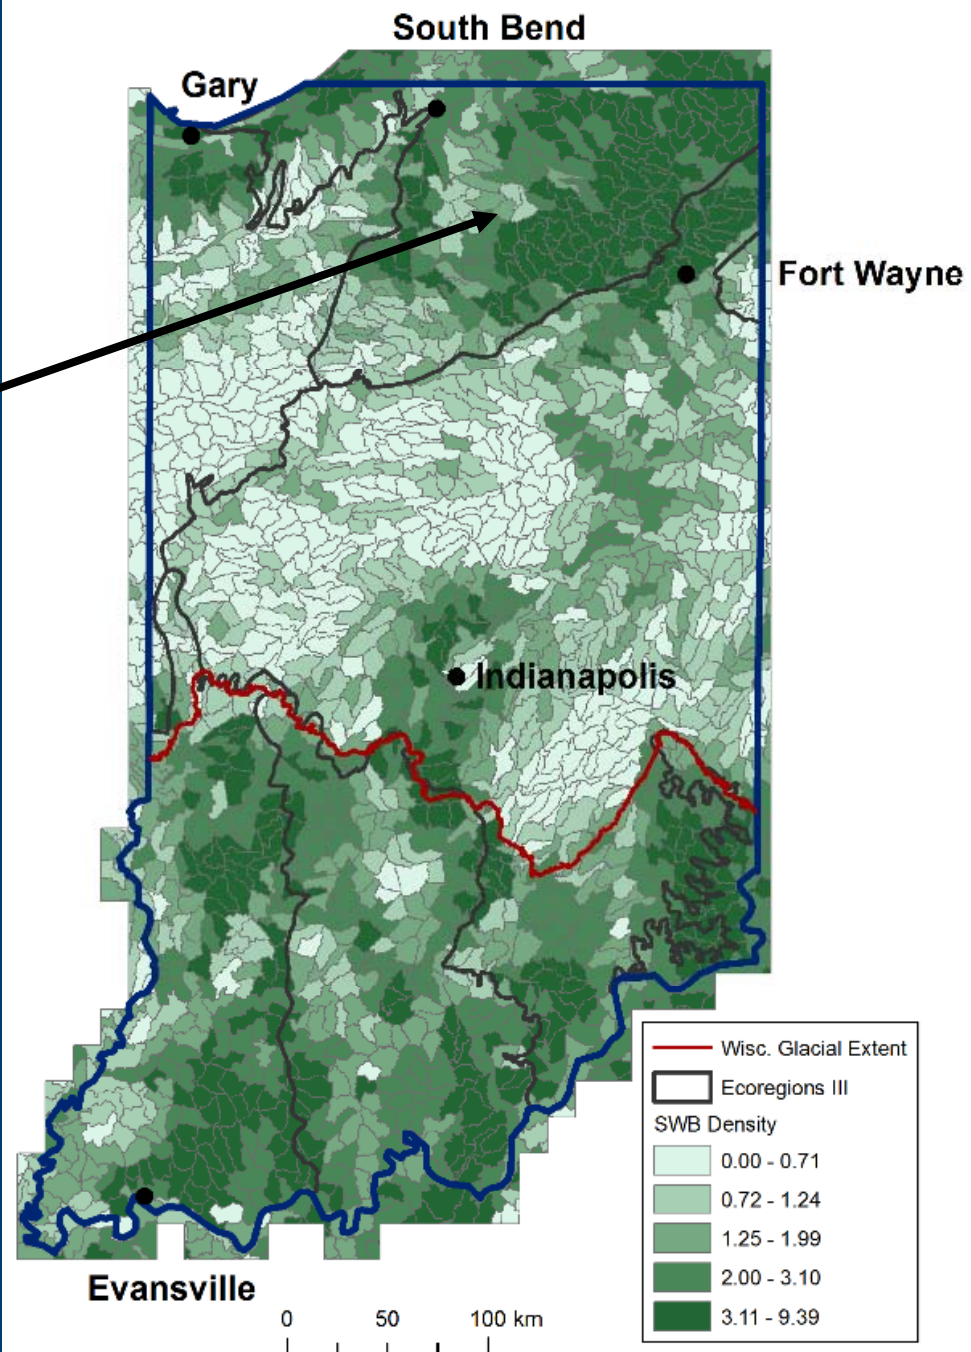 South Bend
Gary
Fort Wayne
Indianapolis
Evansville
0 50 100 km
Wisc. Glacial Extent
Ecoregions III
SWB Density
0.00 - 0.71
0.72 - 1.24
1.25 - 1.99
2.00 - 3.10
3.11 - 9.39